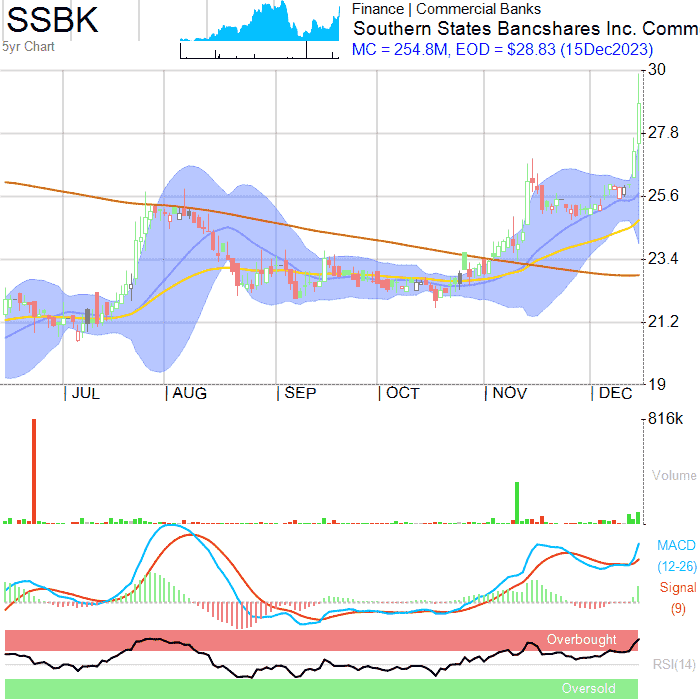 SSBK
5yr Chart
Finance | Commercial Banks
Southern States Bancshares Inc. Comm
MC = 254.8M, EOD = $28.83 (15Dec2023)
30
27.8
25.6
23.4
21.2
19
JUL
AUG
SEP
OCT
NOV
DEC
816k
Volume
MACD
(12-26)
Signal
(9)
Overbought
RSI(14)
Oversold